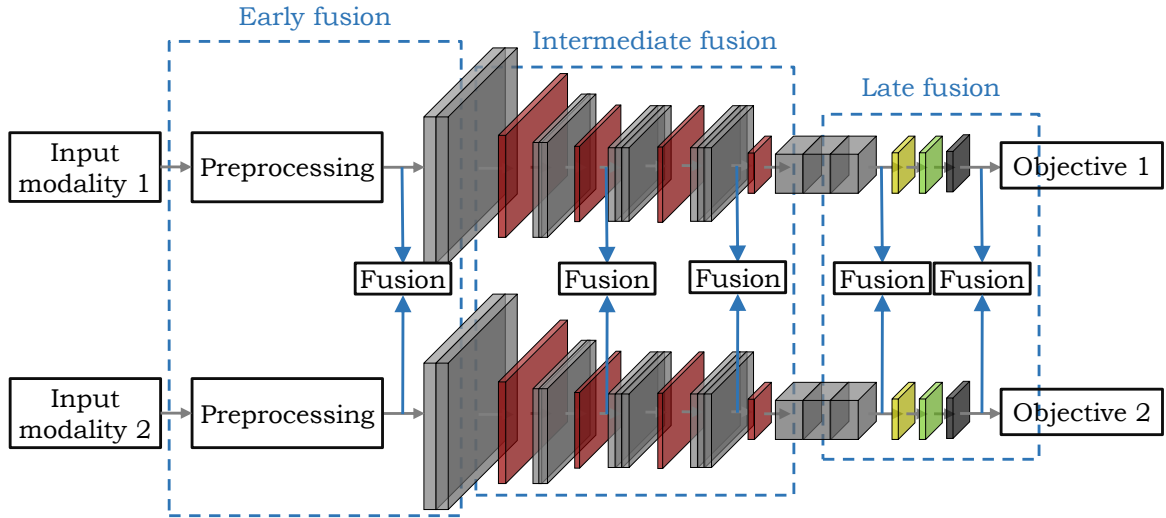 Early fusion
Intermediate fusion
Late fusion
Input
modality 1
Preprocessing
Objective 1
Fusion
Fusion
Fusion
Fusion
Fusion
Input
modality 2
Preprocessing
Objective 2